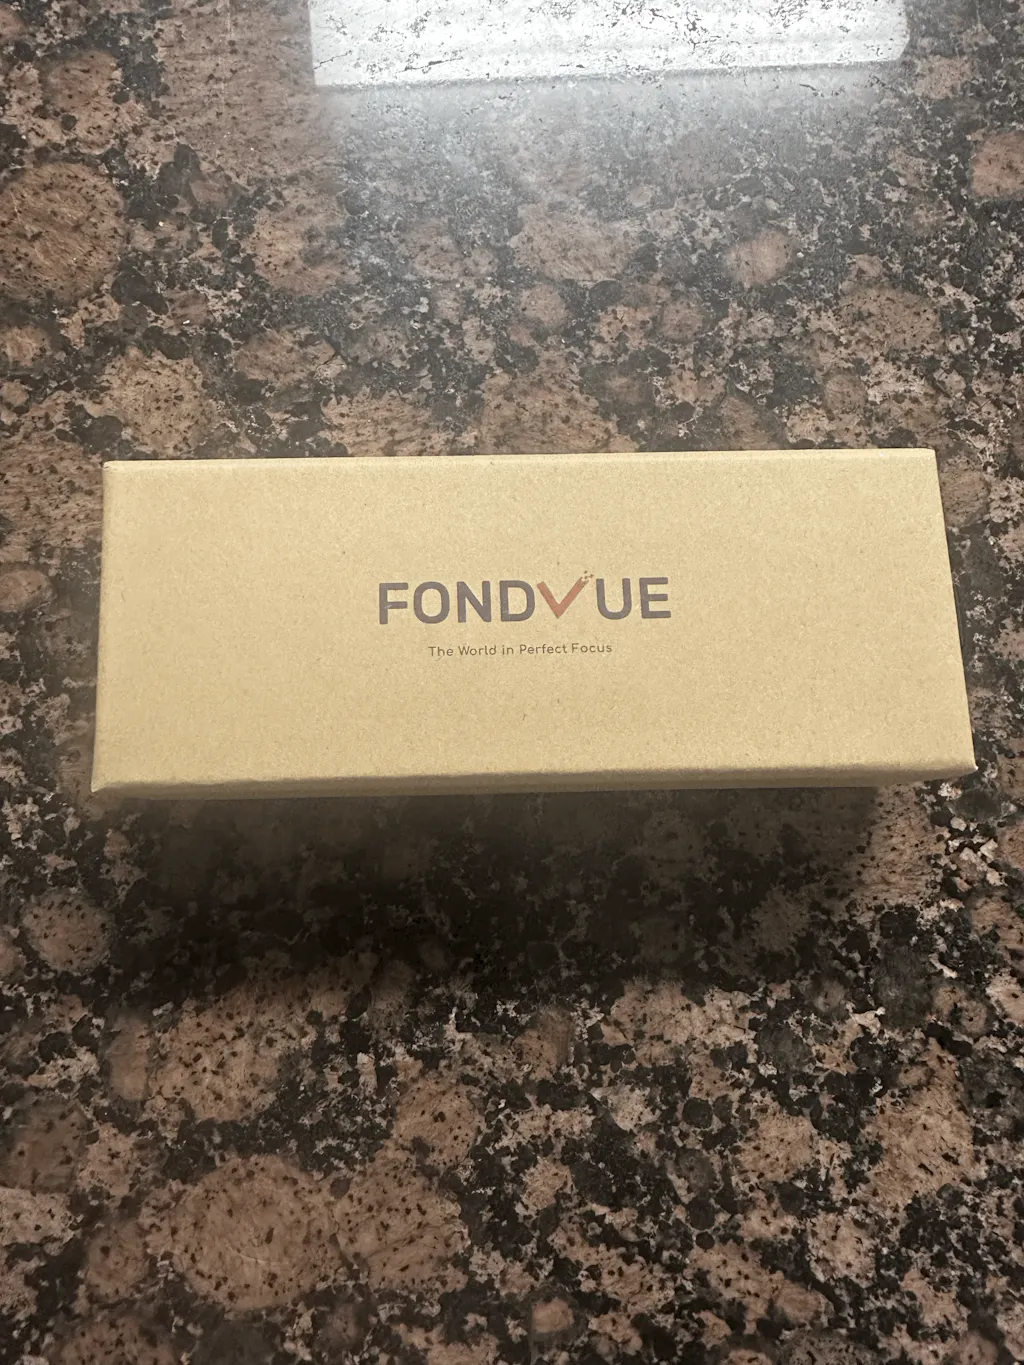 FONDVUE
The World in Perfect Focus